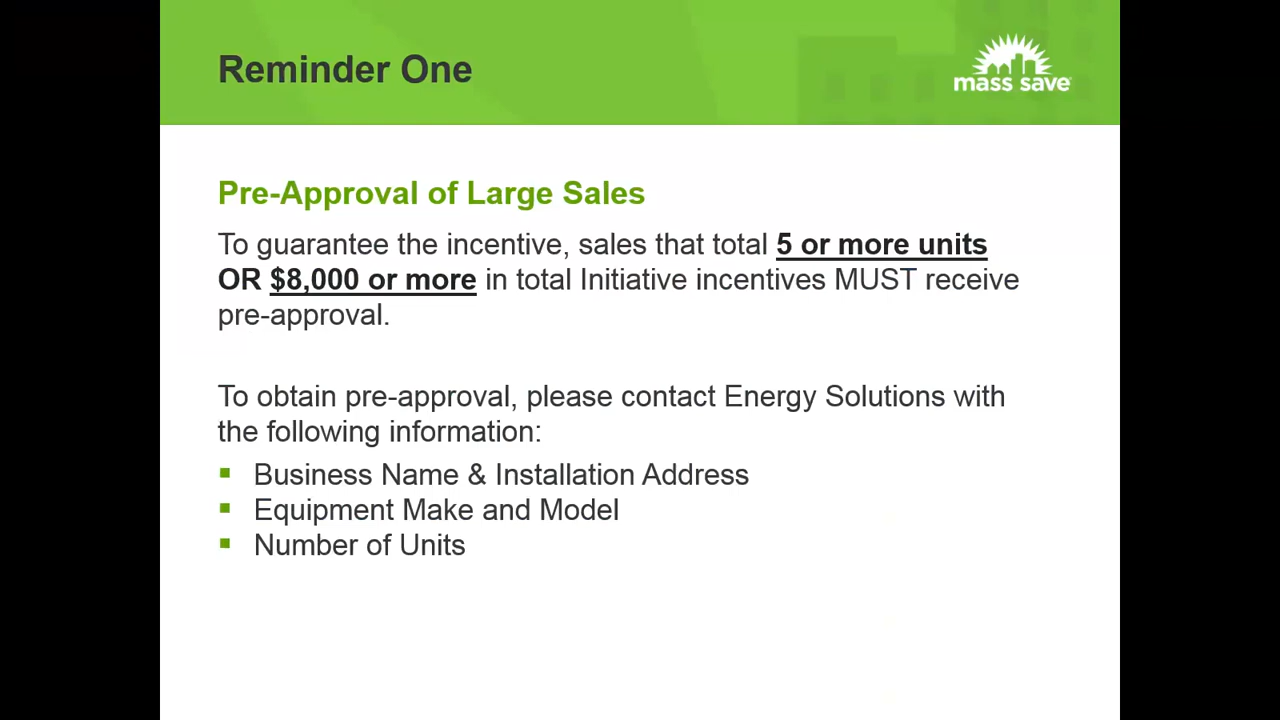 Reminder One
mass save
Pre-Approval of Large Sales
To guarantee the incentive, sales that total 5 or more units
OR $8,000 or more in total Initiative incentives MUST receive
pre-approval.
To obtain pre-approval, please contact Energy Solutions with
the following information:
▪ Business Name & Installation Address
▪ Equipment Make and Model
▪ Number of Units